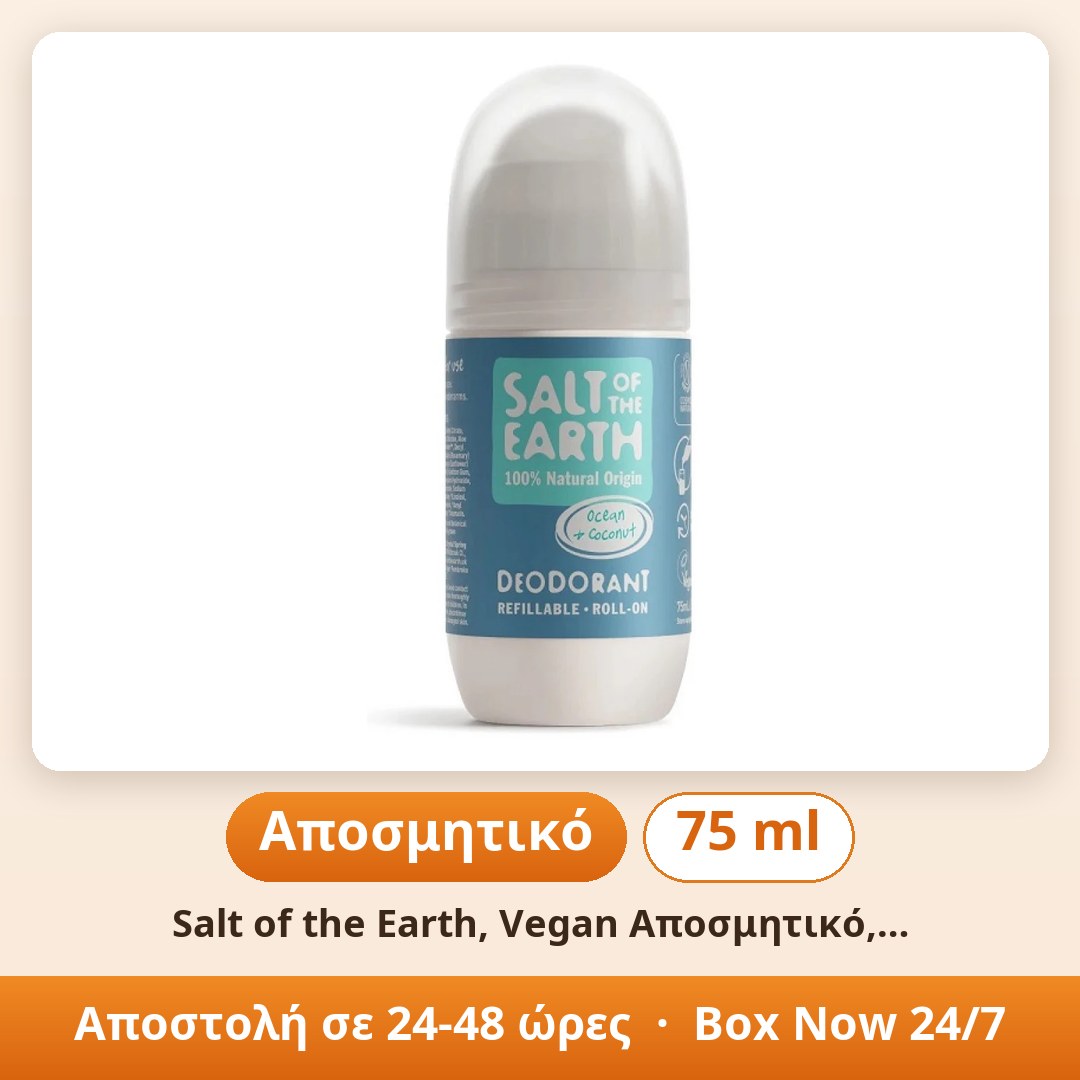 SALT OF THE
EARTH
100% Natural Origin
Ocean
+ Coconut
DEODORANT
REFILLABLE • ROLL-ON
Αποσμητικό
75 ml
Salt of the Earth, Vegan Αποσμητικό,...
Αποστολή σε 24-48 ώρες · Box Now 24/7